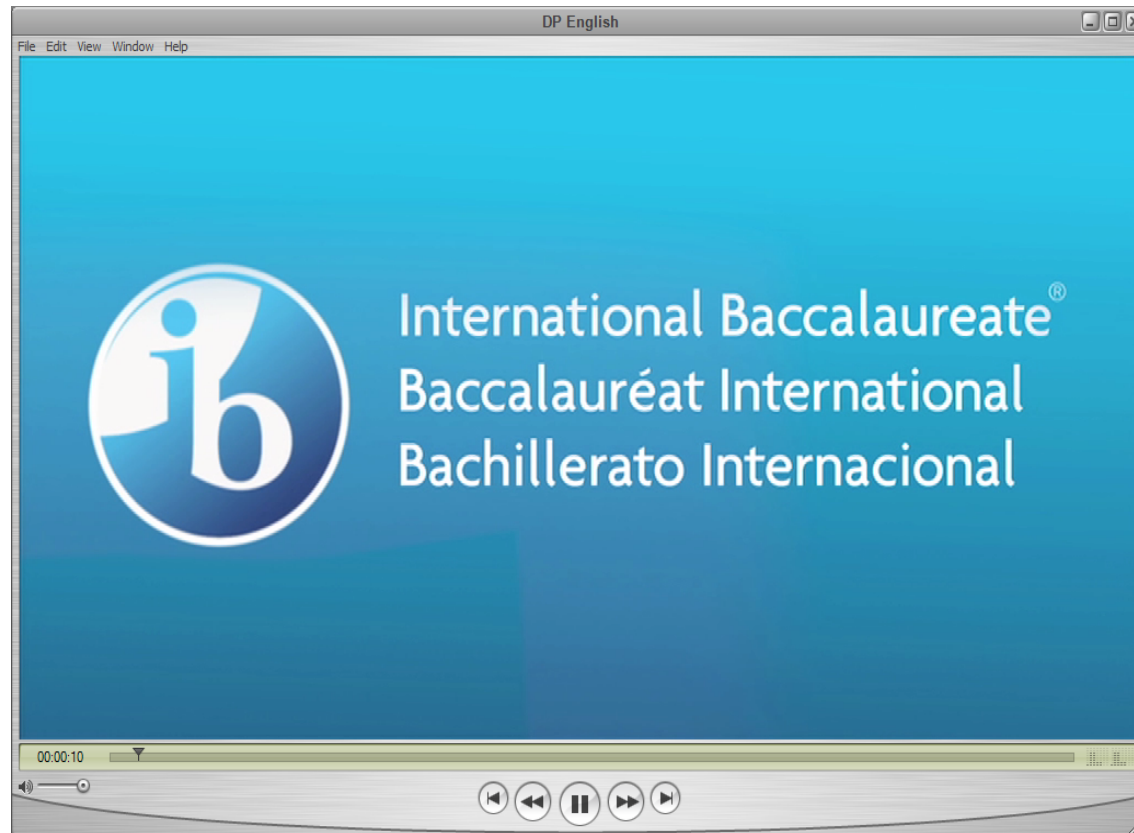 DP English
File Edit View Window Help
ib
International Baccalaureate®
Baccalauréat International
Bachillerato Internacional
00:00:10